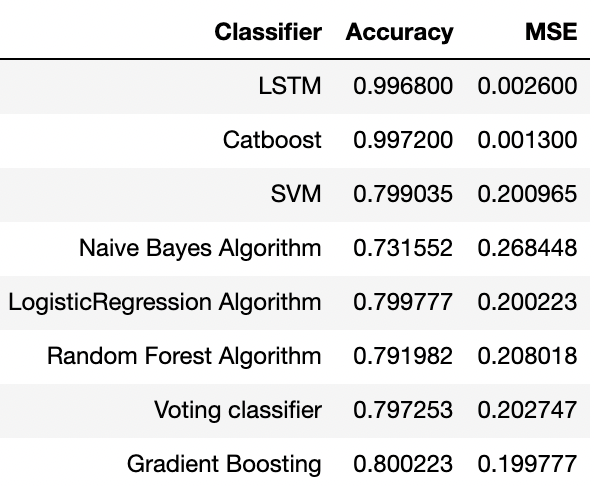 Classifier Accuracy MSE
LSTM 0.996800 0.002600
Catboost 0.997200 0.001300
SVM 0.799035 0.200965
Naive Bayes Algorithm 0.731552 0.268448
LogisticRegression Algorithm 0.799777 0.200223
Random Forest Algorithm 0.791982 0.208018
Voting classifier 0.797253 0.202747
Gradient Boosting 0.800223 0.199777